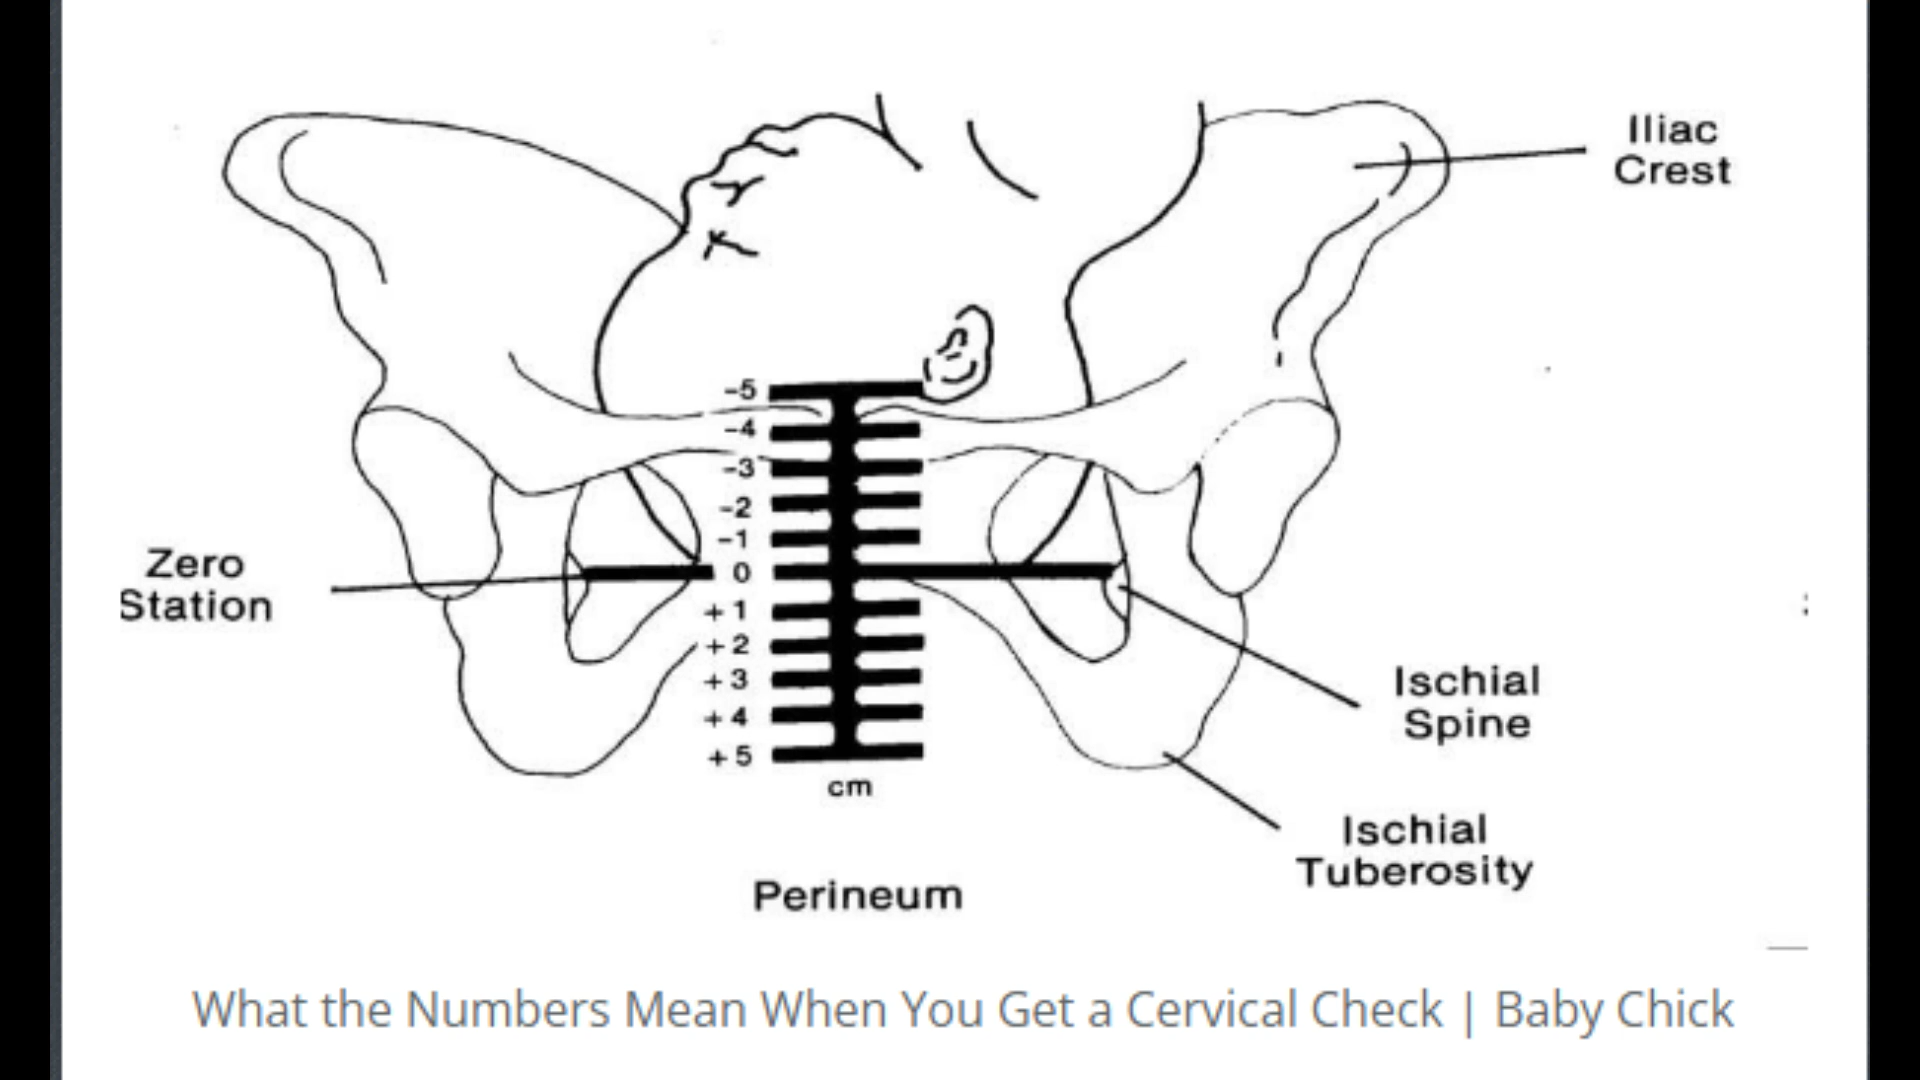 Iliac
Crest
-5
-4
-3
-2
-1
0
+1
+2
+3
+4
+5
cm
Zero
Station
Ischial
Spine
Ischial
Tuberosity
Perineum
What the Numbers Mean When You Get a Cervical Check | Baby Chick